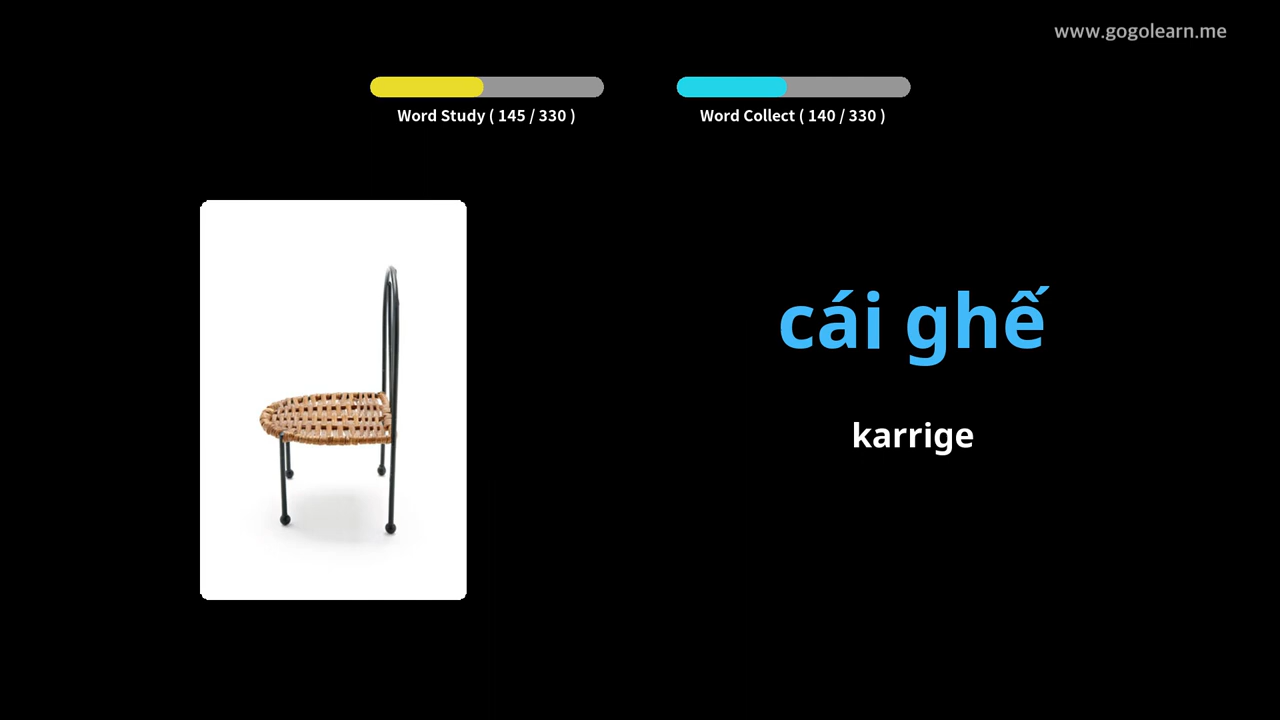 www.gogolearn.me
Word Study ( 145 / 330 )
Word Collect ( 140 / 330 )
cái ghế
karrige